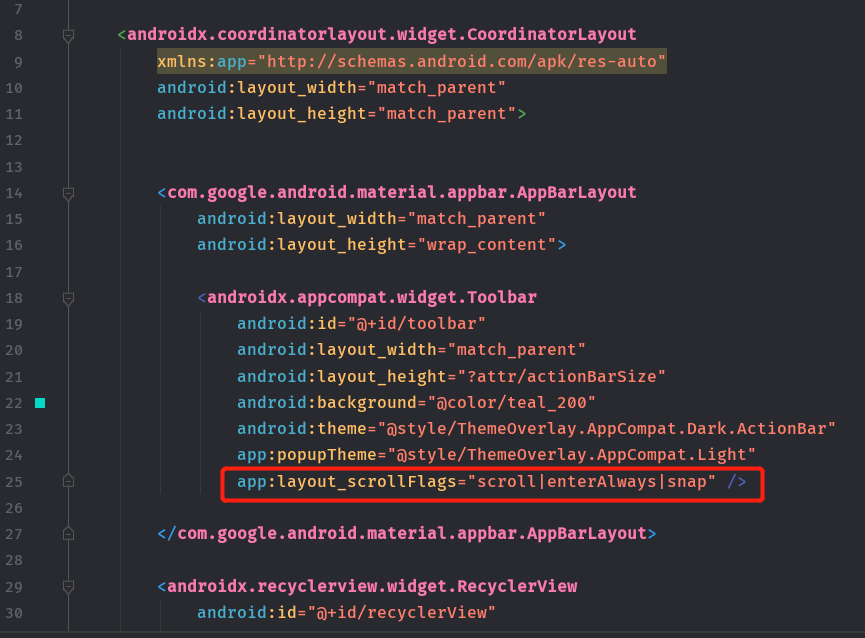 7
8 <androidx.coordinatorlayout.widget.CoordinatorLayout
9 xmlns:app="http://schemas.android.com/apk/res-auto"
10 android:layout_width="match_parent"
11 android:layout_height="match_parent">
12
13
14 <com.google.android.material.appbar.AppBarLayout
15 android:layout_width="match_parent"
16 android:layout_height="wrap_content">
17
18 <androidx.appcompat.widget.Toolbar
19 android:id="@+id/toolbar"
20 android:layout_width="match_parent"
21 android:layout_height="?attr/actionBarSize"
22 android:background="@color/teal_200"
23 android:theme="@style/ThemeOverlay.AppCompat.Dark.ActionBar"
24 app:popupTheme="@style/ThemeOverlay.AppCompat.Light"
25 app:layout_scrollFlags="scroll|enterAlways|snap" />
26
27 </com.google.android.material.appbar.AppBarLayout>
28
29 <androidx.recyclerview.widget.RecyclerView
30 android:id="@+id/recyclerView"